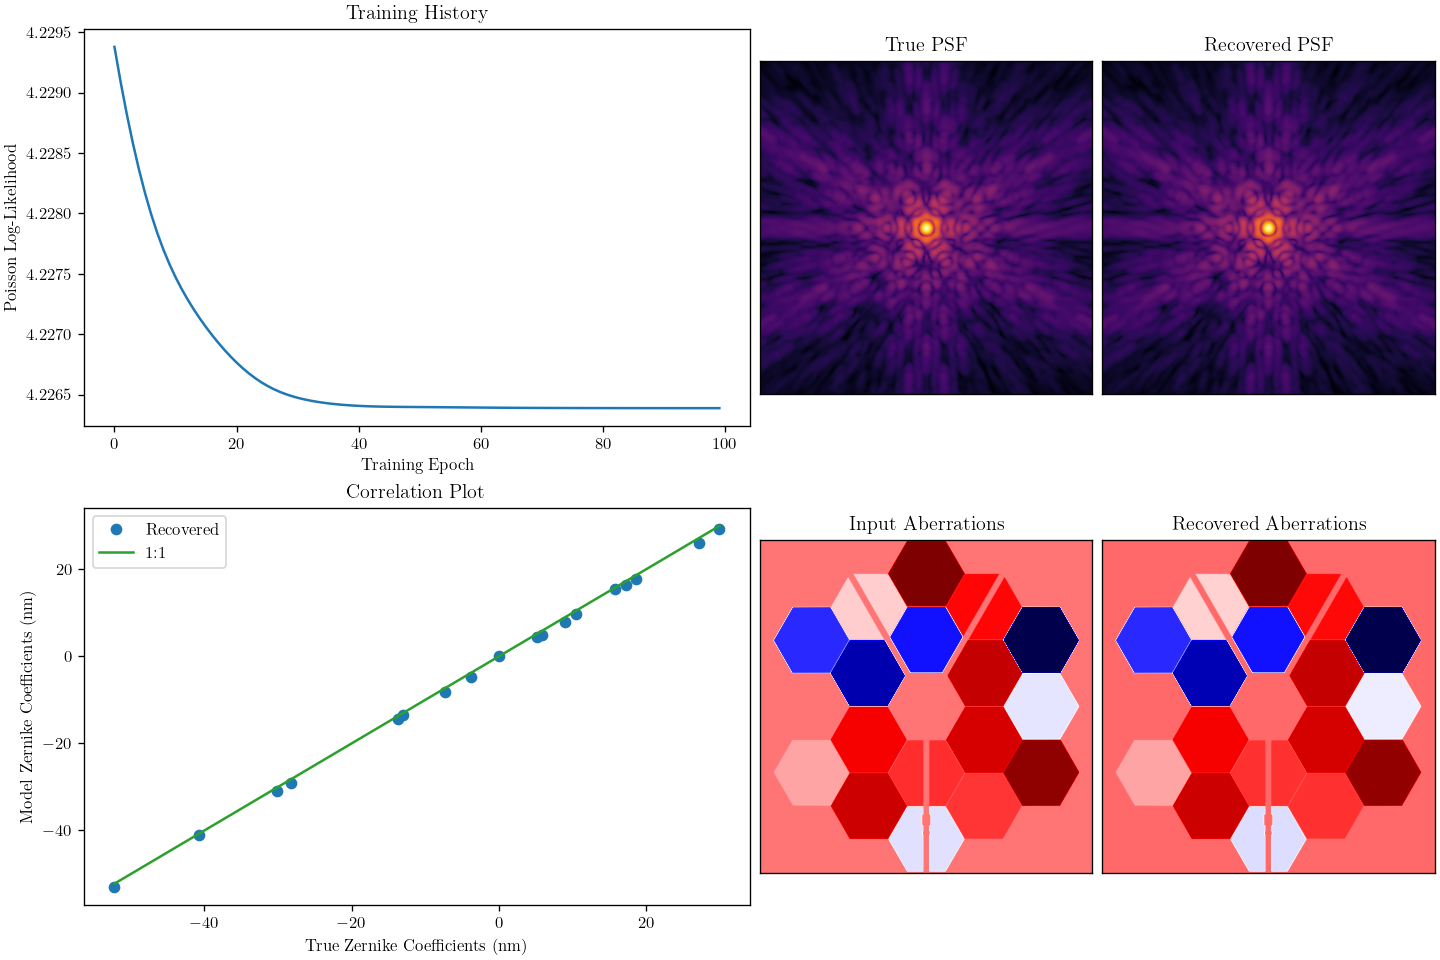 Training History
4.2295
4.2290
4.2285
4.2280
4.2275
4.2270
4.2265
Poisson Log-Likelihood
0 20 40 60 80 100
Training Epoch
True PSF
Recovered PSF
Correlation Plot
Recovered
1:1
20
0
−20
−40
Model Zernike Coefficients (nm)
−40 −20 0 20
True Zernike Coefficients (nm)
Input Aberrations
Recovered Aberrations